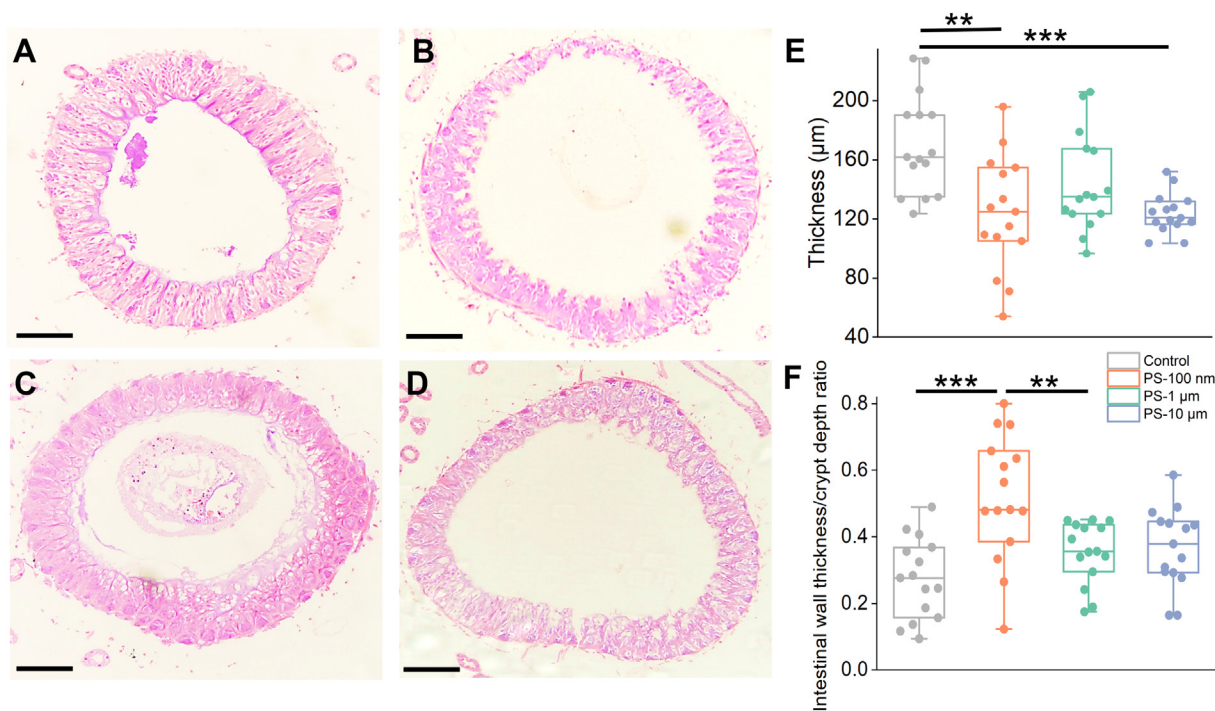 A
B
C
D
E
**
***
Thickness (µm)
200
160
120
80
40
Control
PS-100 nm
PS-1 µm
PS-10 µm
F
***
**
Intestinal wall thickness/crypt depth ratio
0.8
0.6
0.4
0.2
0.0